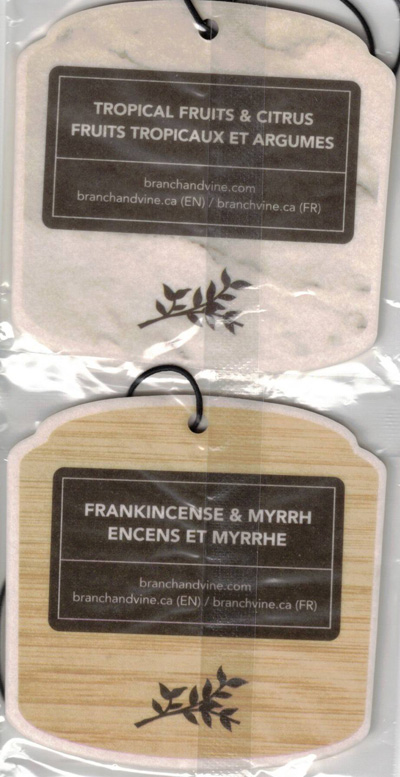 TROPICAL FRUITS & CITRUS
FRUITS TROPICAUX ET ARGUMES
branchandvine.com
branchandvine.ca (EN) / branchvine.ca (FR)
FRANKINCENSE & MYRRH
ENCENS ET MYRRHE
branchandvine.com
branchandvine.ca (EN) / branchvine.ca (FR)